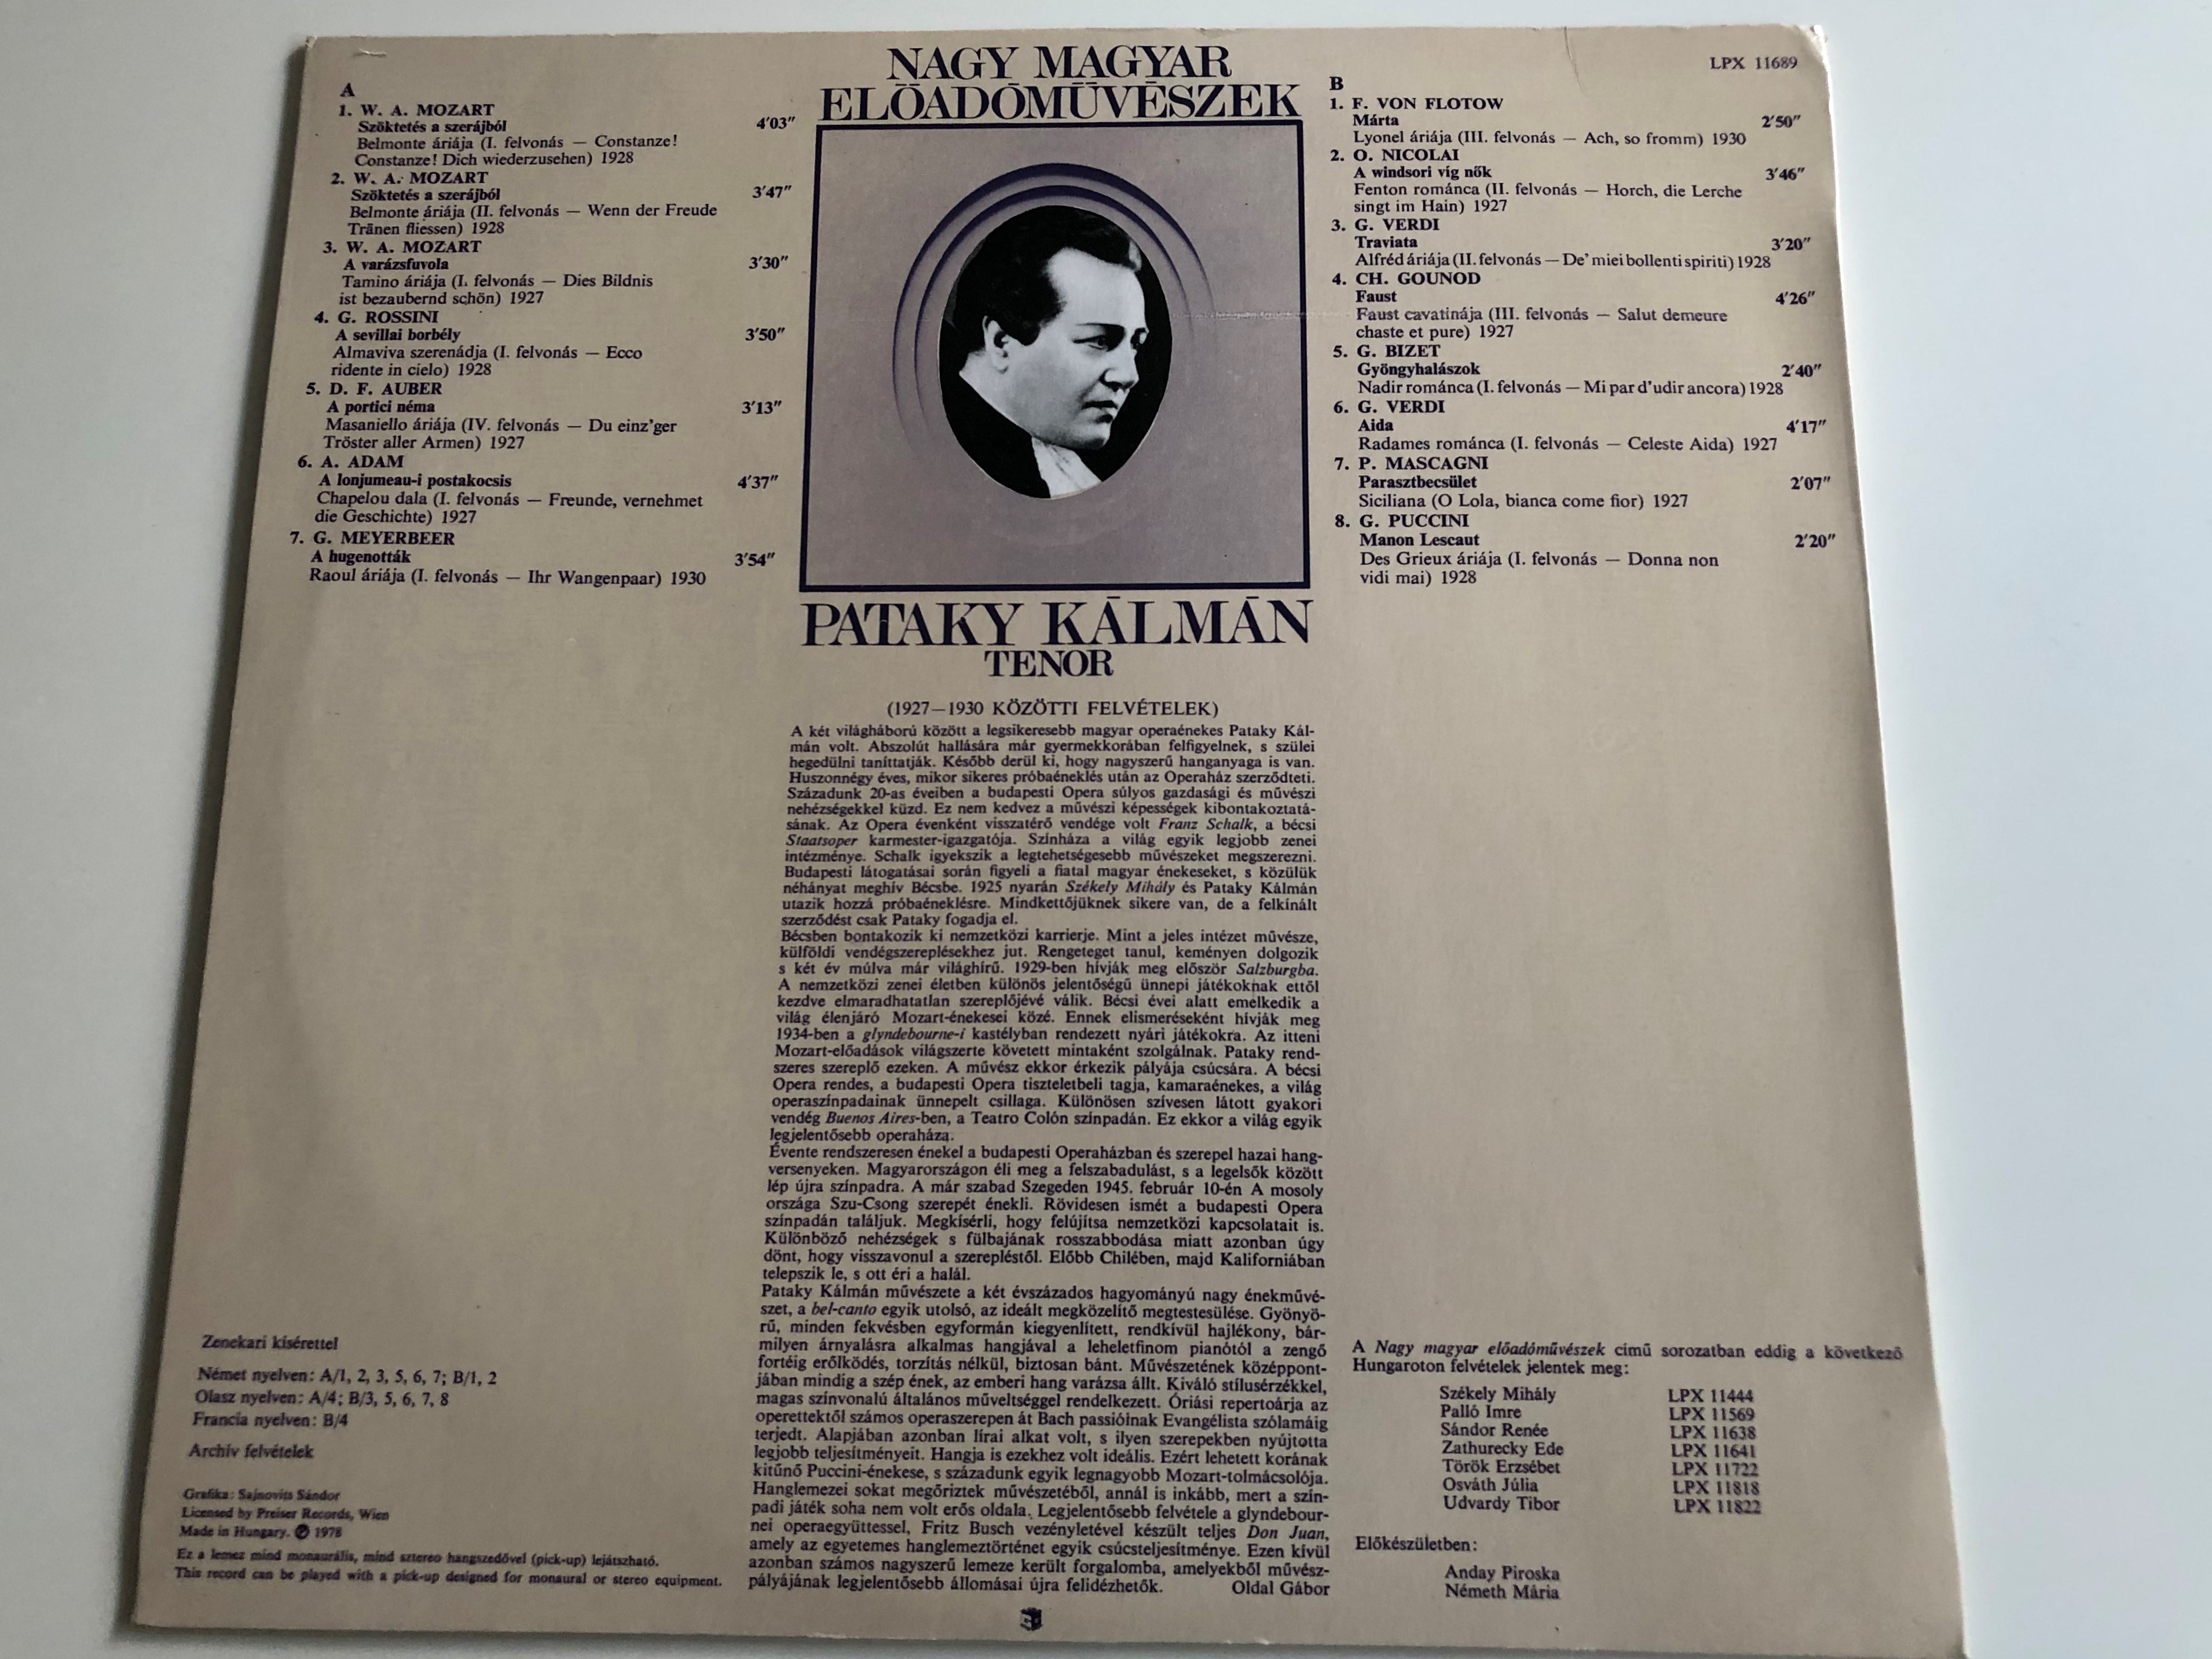 NAGY MAGYAR
ELŐADÓMŰVÉSZEK
LPX 11689
A
1. W. A. MOZART
Szöktetés a szerájból 4′03″
Belmonte áriája (I. felvonás — Constanze!
Constanze! Dich wiederzusehen) 1928
2. W. A. MOZART
Szöktetés a szerájból 3′47″
Belmonte áriája (II. felvonás — Wenn der Freude
Tränen fliessen) 1928
3. W. A. MOZART
A varázsfuvola 3′30″
Tamino áriája (I. felvonás — Dies Bildnis
ist bezaubernd schön) 1927
4. G. ROSSINI
A sevillai borbély 3′50″
Almaviva szerenádja (I. felvonás — Ecco
ridente in cielo) 1928
5. D. F. AUBER
A portici néma 3′13″
Masaniello áriája (IV. felvonás — Du einz'ger
Tröster aller Armen) 1927
6. A. ADAM
A lonjumeau-i postakocsis 4′37″
Chapelou dala (I. felvonás — Freunde, vernehmet
die Geschichte) 1927
7. G. MEYERBEER
A hugenották 3′54″
Raoul áriája (I. felvonás — Ihr Wangenpaar) 1930
B
1. F. VON FLOTOW
Márta 2′50″
Lyonel áriája (III. felvonás — Ach, so fromm) 1930
2. O. NICOLAI
A windsori víg nők 3′46″
Fenton románca (II. felvonás — Horch, die Lerche
singt im Hain) 1927
3. G. VERDI
Traviata 3′20″
Alfréd áriája (II. felvonás — De' miei bollenti spiriti) 1928
4. CH. GOUNOD
Faust 4′26″
Faust cavatinája (III. felvonás — Salut demeure
chaste et pure) 1927
5. G. BIZET
Gyöngyhalászok 2′40″
Nadir románca (I. felvonás — Mi par d'udir ancora) 1928
6. G. VERDI
Aida 4′17″
Radames románca (I. felvonás — Celeste Aida) 1927
7. P. MASCAGNI
Parasztbecsület 2′07″
Siciliana (O Lola, bianca come fior) 1927
8. G. PUCCINI
Manon Lescaut 2′20″
Des Grieux áriája (I. felvonás — Donna non
vidi mai) 1928
PATAKY KÁLMÁN
TENOR
(1927—1930 KÖZÖTTI FELVÉTELEK)
A két világháború között a legsikeresebb magyar operaénekes Pataky Kál-
mán volt. Abszolút hallására már gyermekkorában felfigyelnek, s szülei
hegedülni taníttatják. Később derül ki, hogy nagyszerű hanganyaga is van.
Huszonnégy éves, mikor sikeres próbaéneklés után az Operaház szerződteti.
Századunk 20-as éveiben a budapesti Opera súlyos gazdasági és művészi
nehézségekkel küzd. Ez nem kedvez a művészi képességek kibontakoztatá-
sának. Az Opera évenként visszatérő vendége volt Franz Schalk, a bécsi
Staatsoper karmester-igazgatója. Színháza a világ egyik legjobb zenei
intézménye. Schalk igyekszik a legtehetségesebb művészeket megszerezni.
Budapesti látogatásai során figyeli a fiatal magyar énekeseket, s közülük
néhányat meghív Bécsbe. 1925 nyarán Székely Mihály és Pataky Kálmán
utazik hozzá próbaéneklésre. Mindkettőjüknek sikere van, de a felkínált
szerződést csak Pataky fogadja el.
Bécsben bontakozik ki nemzetközi karrierje. Mint a jeles intézet művésze,
külföldi vendégszereplésekhez jut. Rengeteget tanul, keményen dolgozik
s két év múlva már világhírű. 1929-ben hívják meg először Salzburgba.
A nemzetközi zenei életben különös jelentőségű ünnepi játékoknak ettől
kezdve elmaradhatatlan szereplőjévé válik. Bécsi évei alatt emelkedik a
világ élenjáró Mozart-énekesei közé. Ennek elismeréseként hívják meg
1934-ben a glyndebourne-i kastélyban rendezett nyári játékokra. Az itteni
Mozart-előadások világszerte követett mintaként szolgálnak. Pataky rend-
szeres szereplő ezeken. A művész ekkor érkezik pályája csúcsára. A bécsi
Opera rendes, a budapesti Opera tiszteletbeli tagja, kamaraénekes, a világ
operaszínpadainak ünnepelt csillaga. Különösen szívesen látott gyakori
vendég Buenos Aires-ben, a Teatro Colón színpadán. Ez ekkor a világ egyik
legjelentősebb operaháza.
Évente rendszeresen énekel a budapesti Operaházban és szerepel hazai hang-
versenyeken. Magyarországon éli meg a felszabadulást, s a legelsők között
lép újra színpadra. A már szabad Szegeden 1945. február 10-én A mosoly
országa Szu-Csong szerepét énekli. Rövidesen ismét a budapesti Opera
színpadán találjuk. Megkísérli, hogy felújítsa nemzetközi kapcsolatait is.
Különböző nehézségek s fülbajának rosszabbodása miatt azonban úgy
dönt, hogy visszavonul a szerepléstől. Előbb Chilében, majd Kaliforniában
telepszik le, s ott éri a halál.
Pataky Kálmán művészete a két évszázados hagyományú nagy énekművé-
szet, a bel-canto egyik utolsó, az ideált megközelítő megtestesülése. Gyönyö-
rű, minden fekvésben egyformán kiegyenlített, rendkívül hajlékony, bár-
milyen árnyalásra alkalmas hangjával a leheletfinom pianótól a zengő
fortéig erőlködés, torzítás nélkül, biztosan bánt. Művészetének középpont-
jában mindig a szép ének, az emberi hang varázsa állt. Kiváló stílusérzékkel,
magas színvonalú általános műveltséggel rendelkezett. Óriási repertoárja az
operettektől számos operaszerepen át Bach passióinak Evangélista szólamáig
terjedt. Alapjában azonban lírai alkat volt, s ilyen szerepekben nyújtotta
legjobb teljesítményeit. Hangja is ezekhez volt ideális. Ezért lehetett korának
kitűnő Puccini-énekese, s századunk egyik legnagyobb Mozart-tolmácsolója.
Hanglemezei sokat megőriztek művészetéből, annál is inkább, mert a szín-
padi játék soha nem volt erős oldala. Legjelentősebb felvétele a glyndebour-
nei operaegyüttessel, Fritz Busch vezényletével készült teljes Don Juan,
amely az egyetemes hanglemeztörténet egyik csúcsteljesítménye. Ezen kívül
azonban számos nagyszerű lemeze került forgalomba, amelyekből művész-
pályájának legjelentősebb állomásai újra felidézhetők. Oldal Gábor
Zenekari kísérettel
Német nyelven: A/1, 2, 3, 5, 6, 7; B/1, 2
Olasz nyelven: A/4; B/3, 5, 6, 7, 8
Francia nyelven: B/4
Archív felvételek
Grafika: Sajnovits Sándor
Licensed by Preiser Records, Wien
Made in Hungary. Ⓟ 1978
Ez a lemez mind monaurális, mind sztereo hangszedővel (pick-up) lejátszható.
This record can be played with a pick-up designed for monaural or stereo equipment.
A Nagy magyar előadóművészek című sorozatban eddig a következő
Hungaroton felvételek jelentek meg:
Székely Mihály LPX 11444
Palló Imre LPX 11569
Sándor Renée LPX 11638
Zathurecky Ede LPX 11641
Török Erzsébet LPX 11722
Osváth Júlia LPX 11818
Udvardy Tibor LPX 11822
Előkészületben:
Anday Piroska
Németh Mária